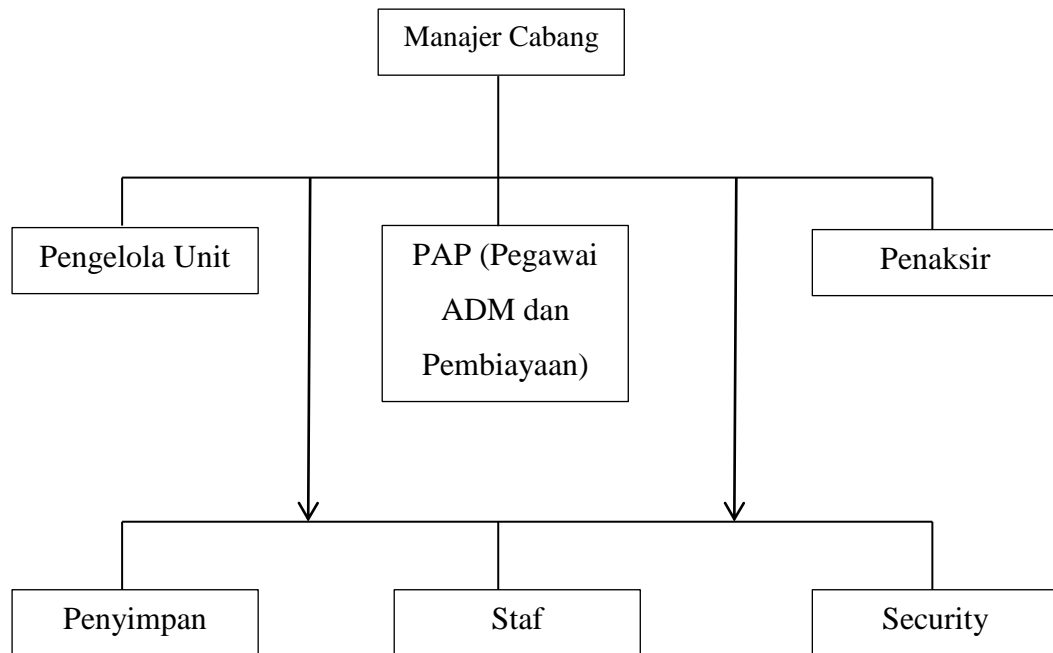 Manajer Cabang
Pengelola Unit
PAP (Pegawai
ADM dan
Pembiayaan)
Penaksir
Penyimpan
Staf
Security